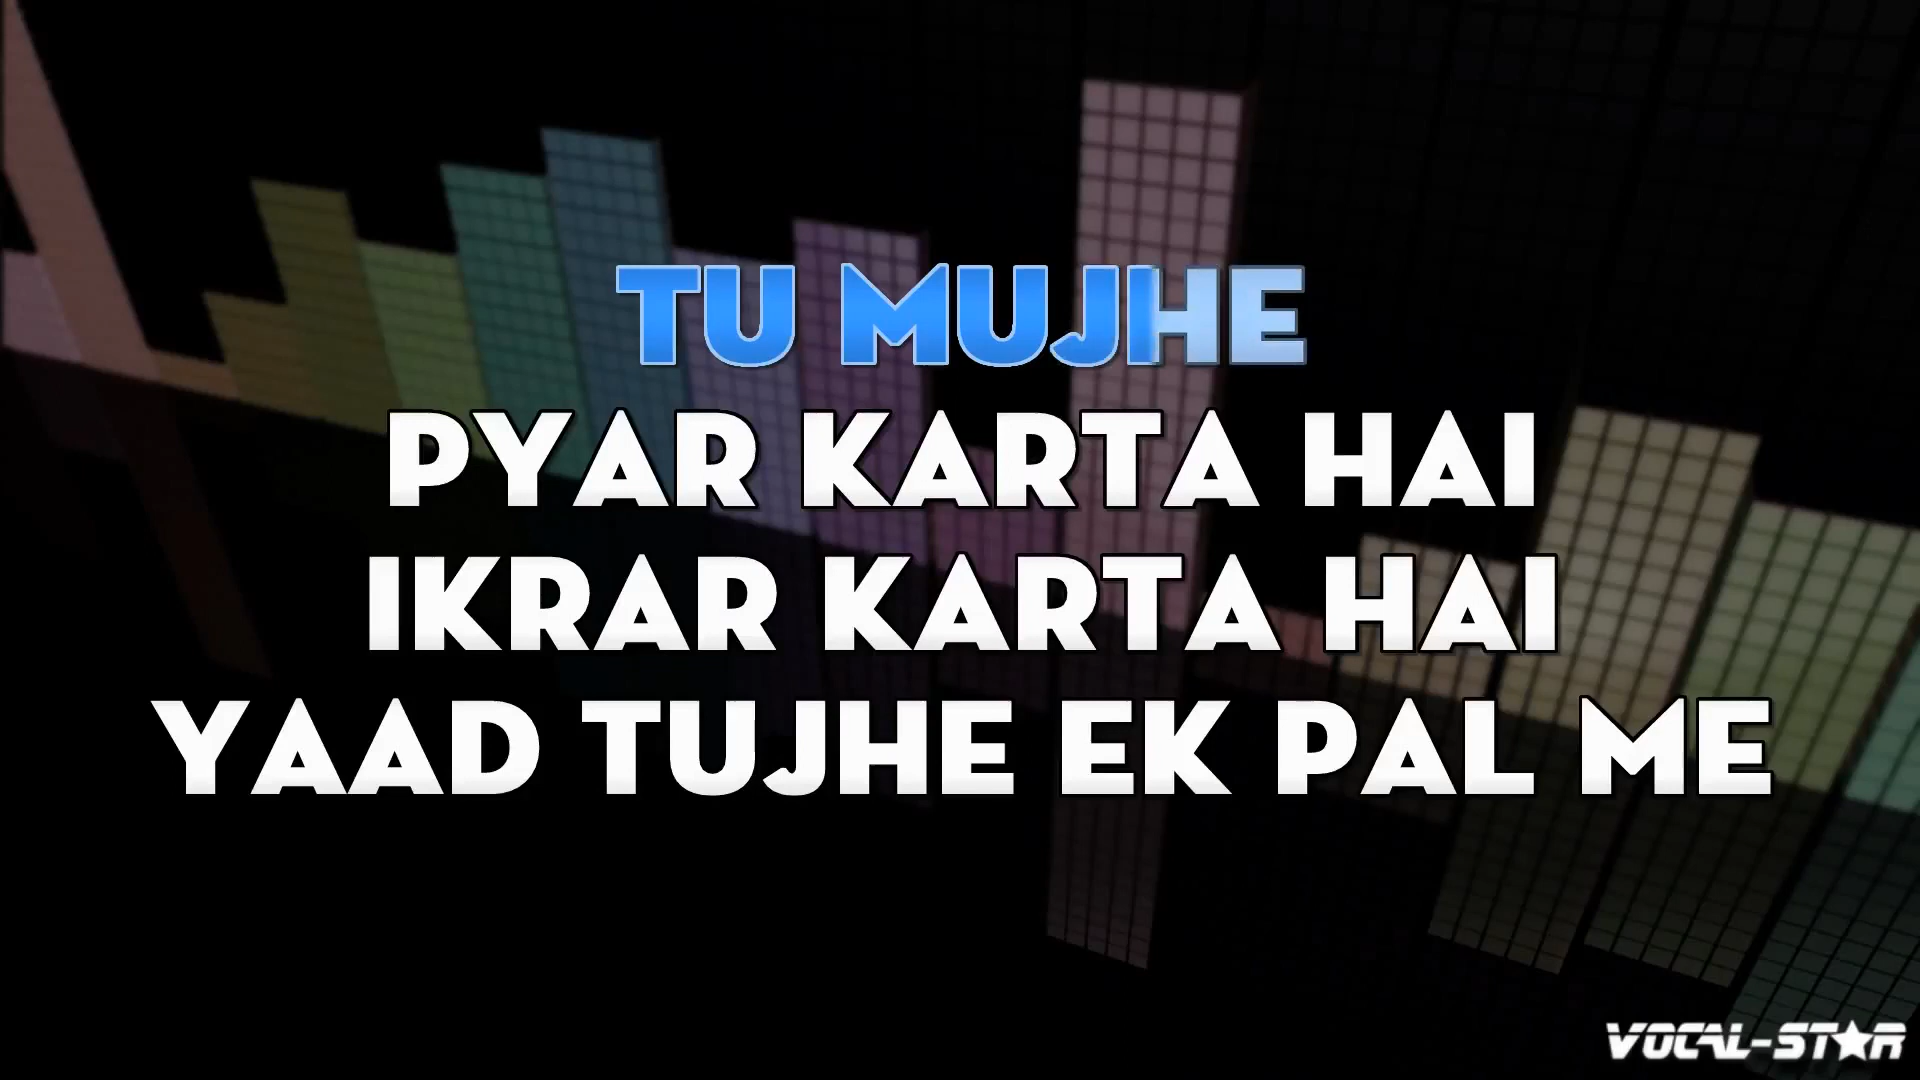 TU MUJHE
PYAR KARTA HAI
IKRAR KARTA HAI
YAAD TUJHE EK PAL ME
VOCAL-STAR